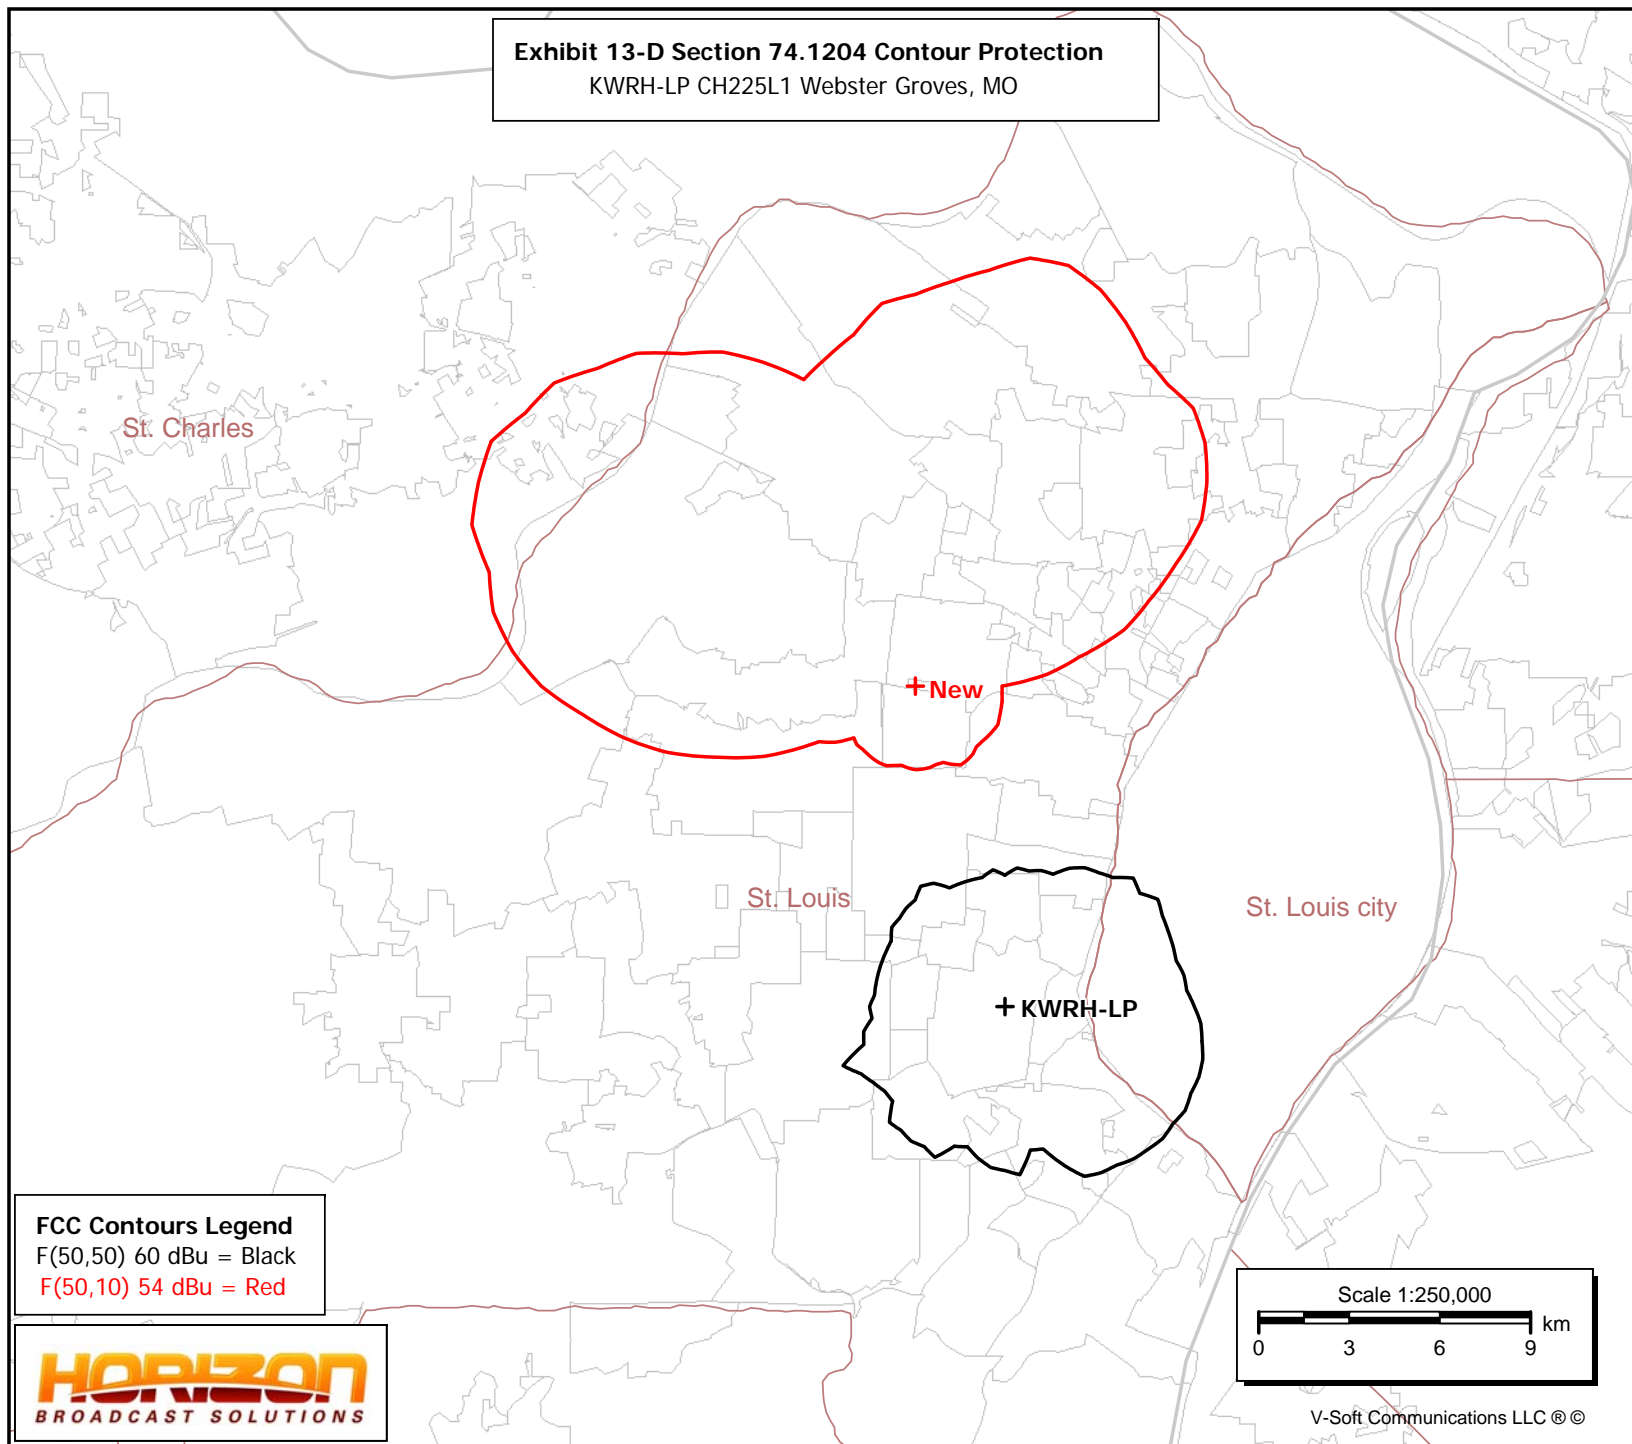 Exhibit 13-D Section 74.1204 Contour Protection
KWRH-LP CH225L1 Webster Groves, MO
St. Charles
New
St. Louis
St. Louis city
KWRH-LP
FCC Contours Legend
F(50,50) 60 dBu = Black
F(50,10) 54 dBu = Red
Scale 1:250,000
km
0 3 6 9
HORIZON
BROADCAST SOLUTIONS
V-Soft Communications LLC ® ©